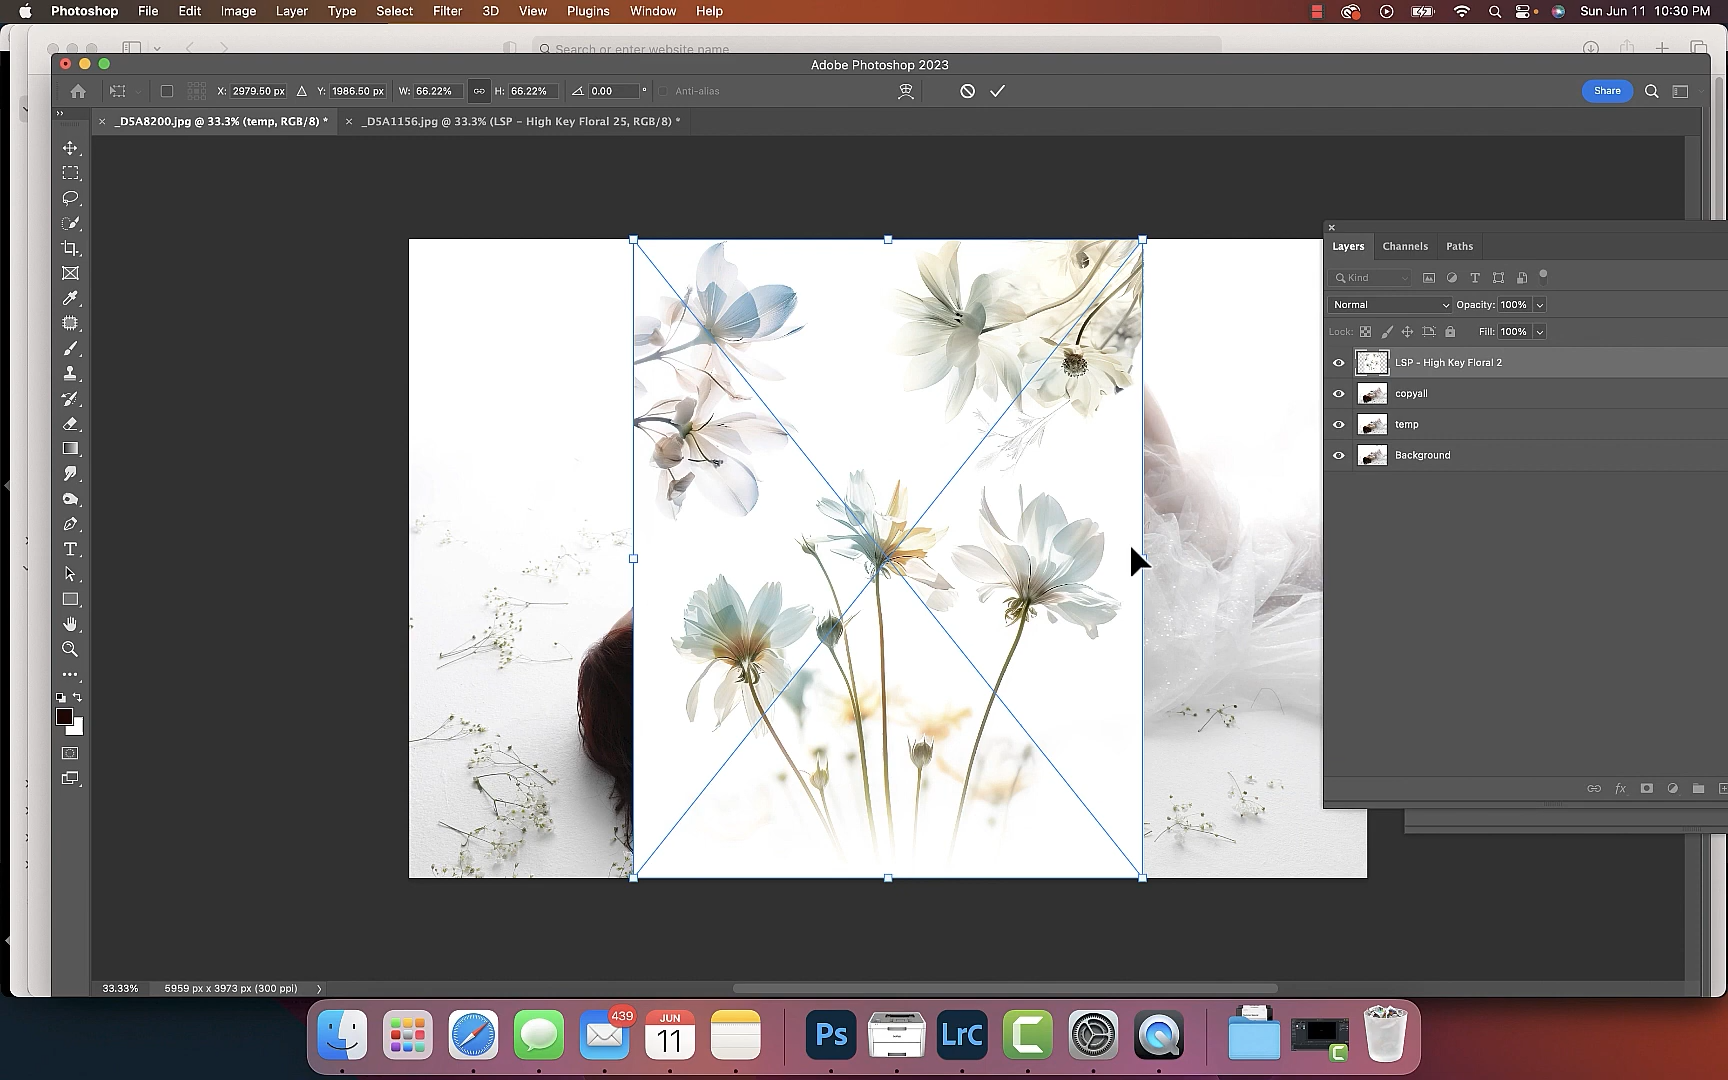 Photoshop File Edit Image Layer Type Select Filter 3D View Plugins Window Help Sun Jun 11 10:30 PM
Search or enter website name
Adobe Photoshop 2023
X: 2979.50 px Y: 1986.50 px W: 66.22% H: 66.22% 0.00 ° Anti-alias Share
_D5A8200.jpg @ 33.3% (temp, RGB/8) * _D5A1156.jpg @ 33.3% (LSP - High Key Floral 25, RGB/8) *
Layers Channels Paths
Kind
Normal Opacity: 100%
Lock: Fill: 100%
LSP - High Key Floral 2
copyall
temp
Background
fx
33.33% 5959 px x 3973 px (300 ppi)
439
JUN
11
Ps
LrC